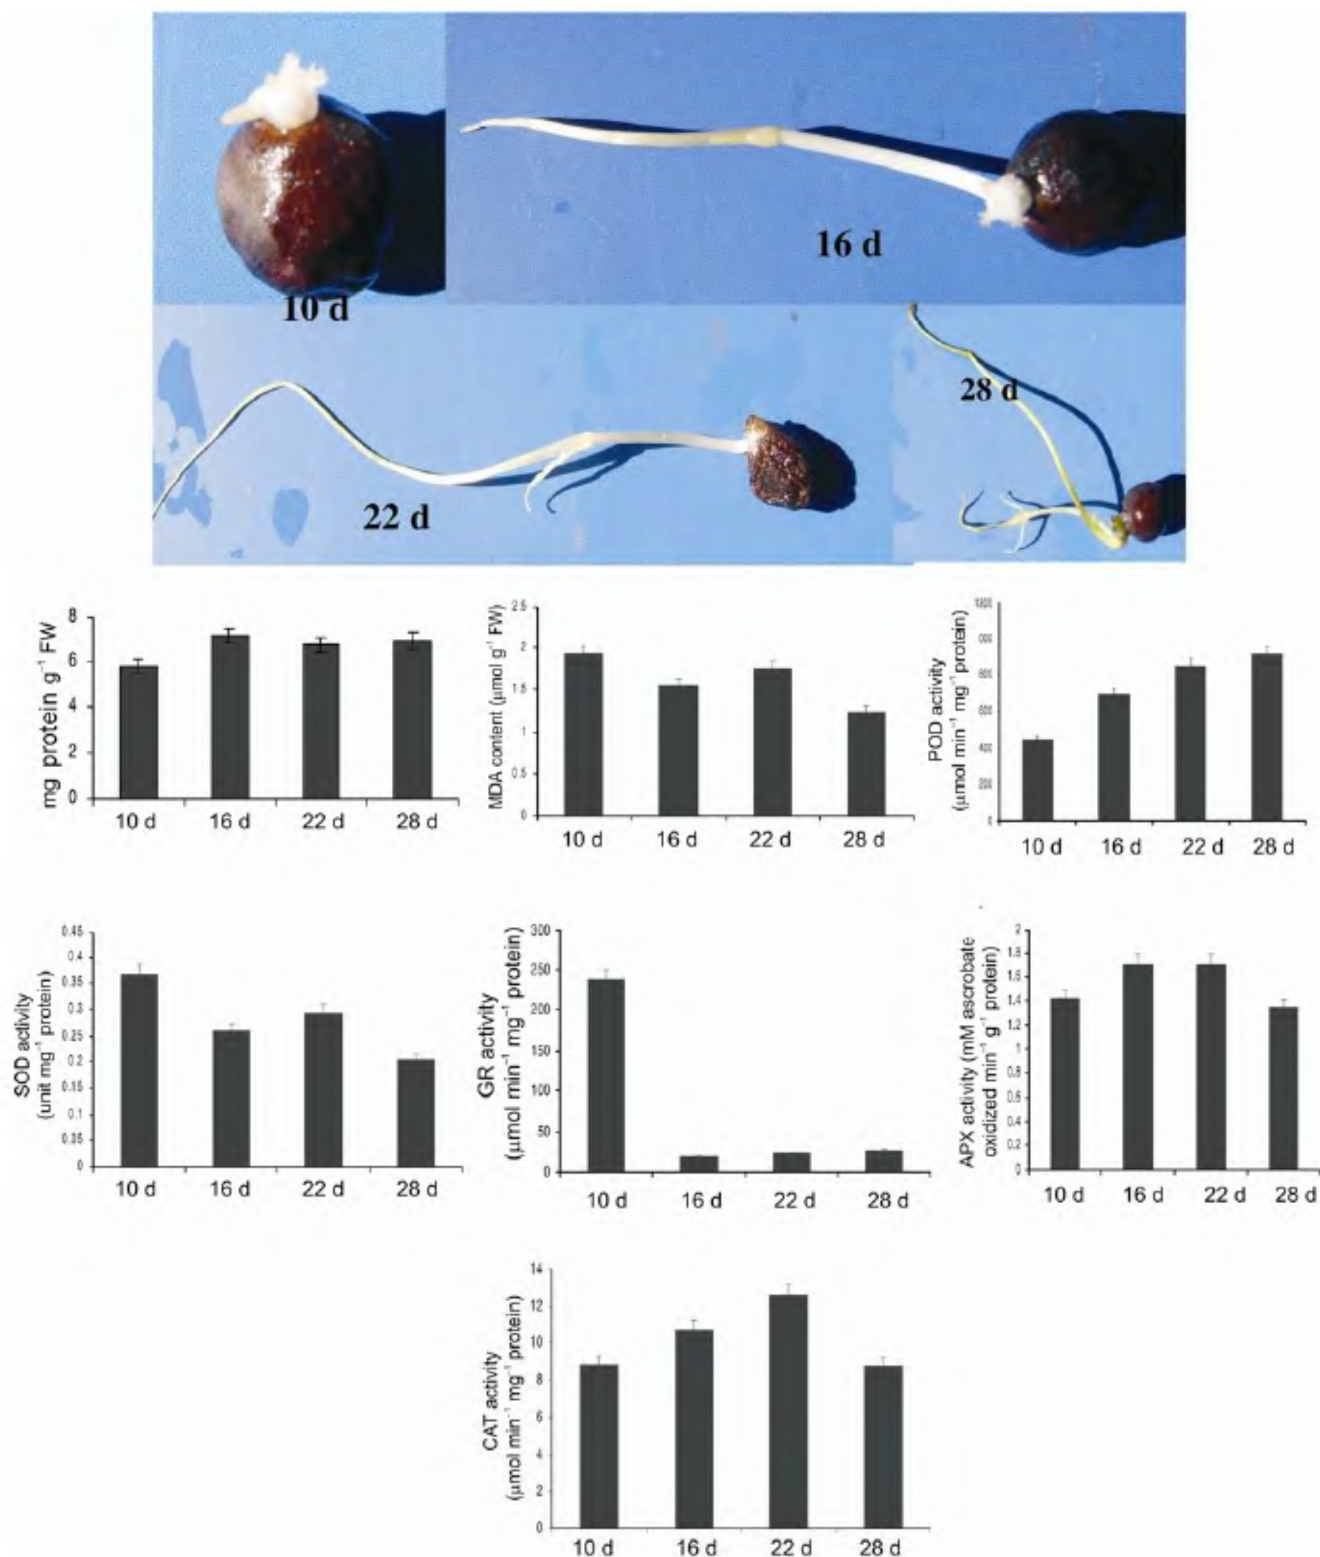 10 d
16 d
22 d
28 d
mg protein g⁻¹ FW
8
6
4
2
0
10 d 16 d 22 d 28 d
MDA content (μmol g⁻¹ FW)
2.5
2
1.5
1
0.5
0
10 d 16 d 22 d 28 d
POD activity
(μmol min⁻¹ mg⁻¹ protein)
0
10 d 16 d 22 d 28 d
SOD activity
(unit mg⁻¹ protein)
0.45
0.4
0.35
0.3
0.25
0.2
0.15
0.1
0.35
0
10 d 16 d 22 d 28 d
GR activity
(μmol min⁻¹ mg⁻¹ protein)
300
250
200
150
100
50
0
10 d 16 d 22 d 28 d
APX activity (mM ascrobate
oxidized min⁻¹ g⁻¹ protein)
2
1.8
1.6
1.4
1.2
1
0.8
0.6
0.4
0.2
0
10 d 16 d 22 d 28 d
CAT activity
(μmol min⁻¹ mg⁻¹ protein)
14
12
10
8
6
4
2
0
10 d 16 d 22 d 28 d